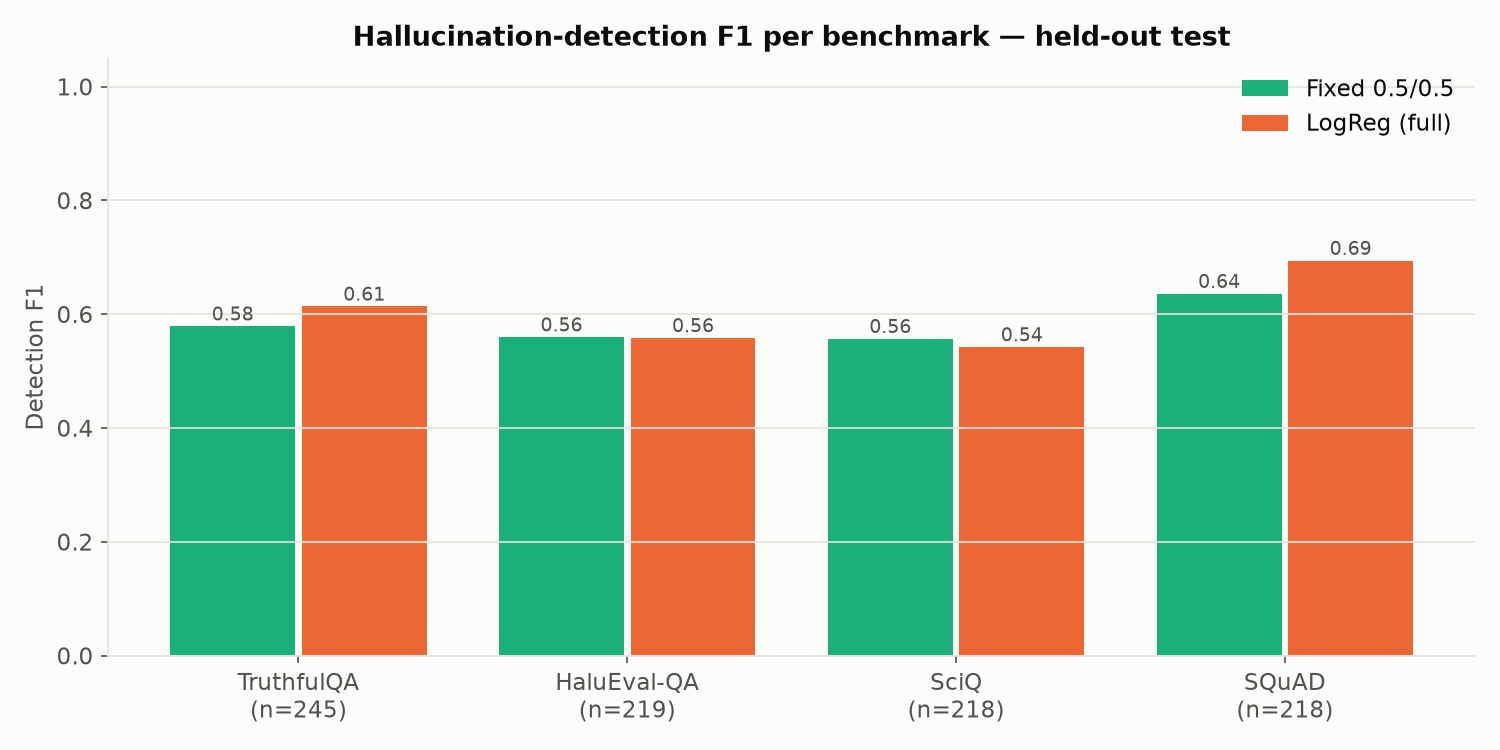 Hallucination-detection F1 per benchmark — held-out test
Fixed 0.5/0.5
LogReg (full)
Detection F1
1.0
0.8
0.6
0.4
0.2
0.0
0.58
0.61
0.56
0.56
0.56
0.54
0.64
0.69
TruthfulQA
(n=245)
HaluEval-QA
(n=219)
SciQ
(n=218)
SQuAD
(n=218)